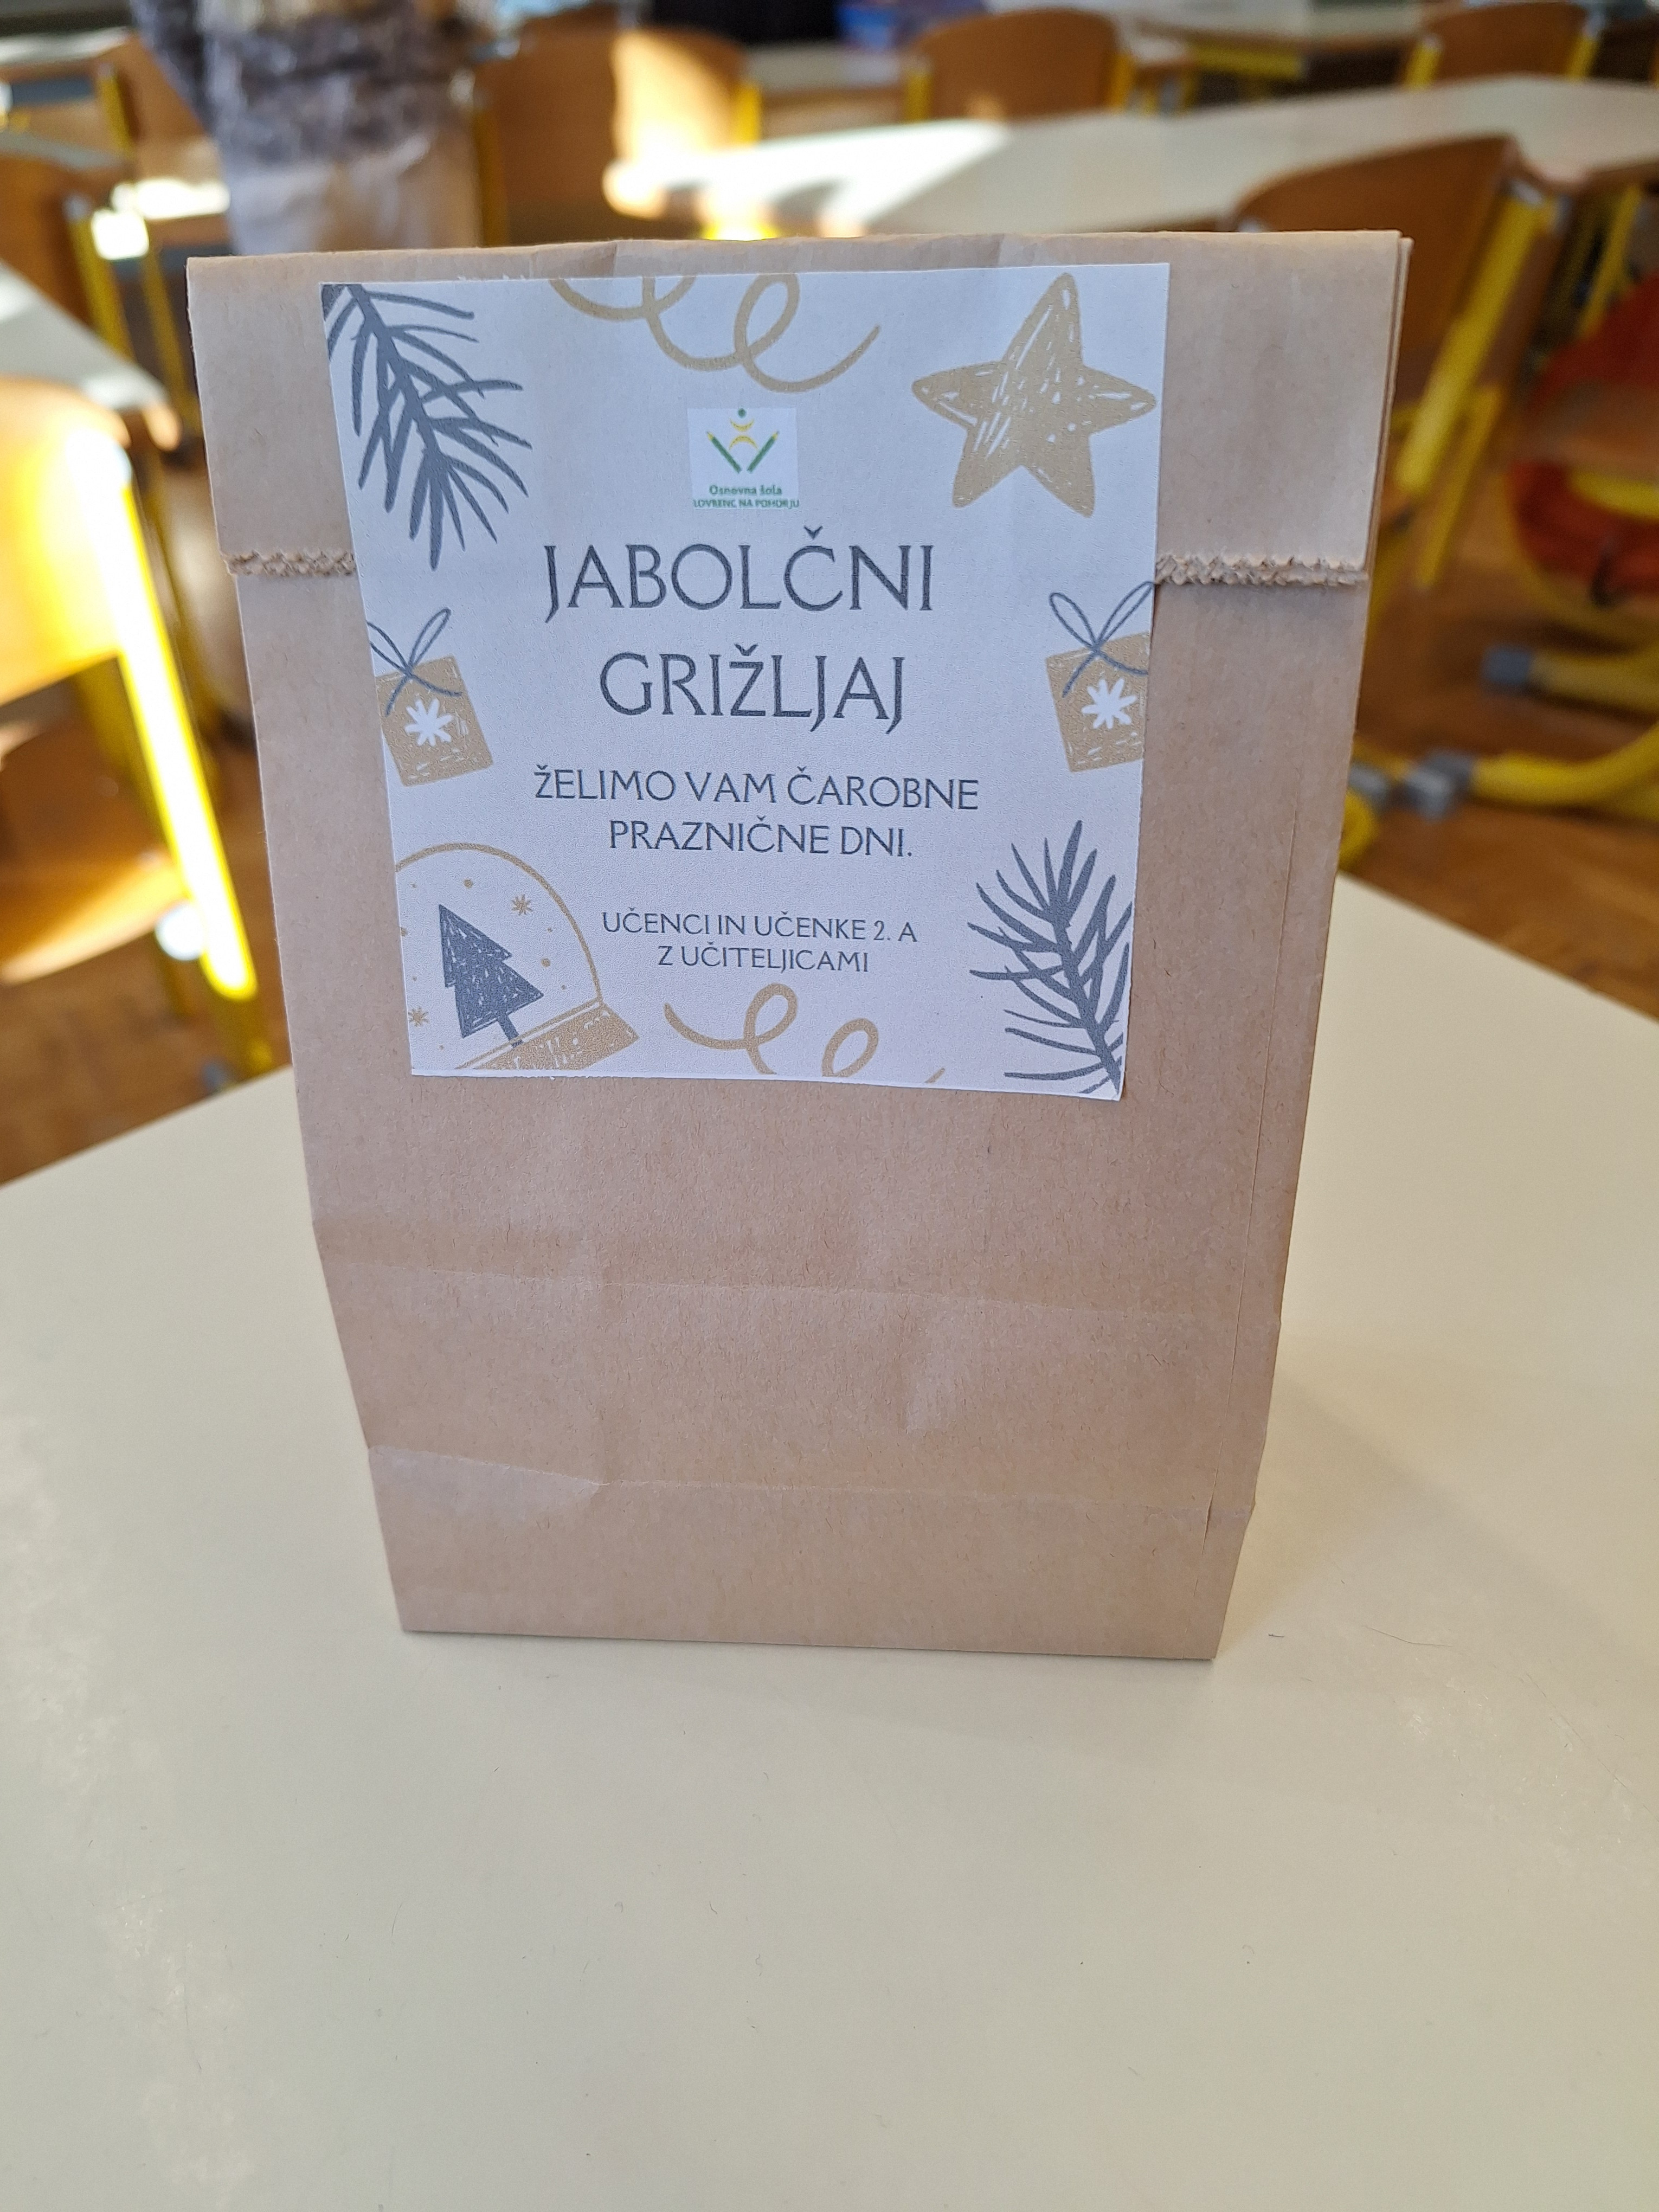 Osnovna šola
LOVRENC NA POHORJU
JABOLČNI
GRIŽLJAJ
ŽELIMO VAM ČAROBNE
PRAZNIČNE DNI.
UČENCI IN UČENKE 2. A
Z UČITELJICAMI